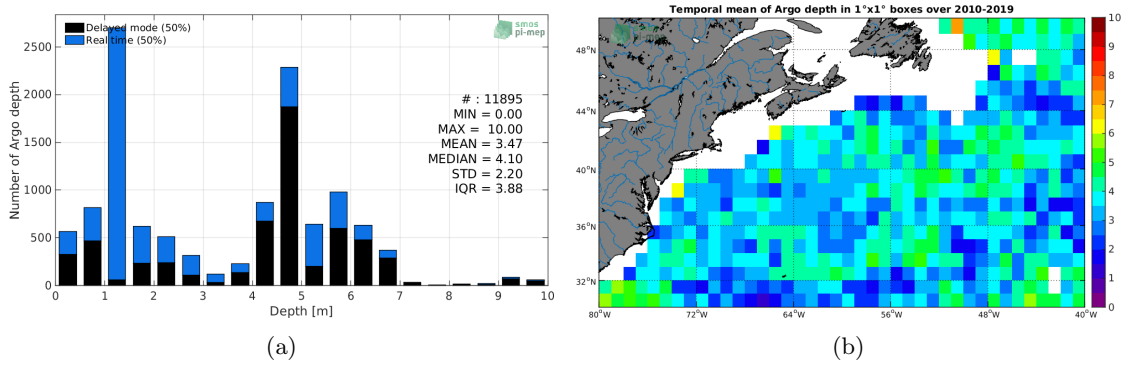 Delayed mode (50%)
Real time (50%)
smos
pi-mep
# : 11895
MIN = 0.00
MAX = 10.00
MEAN = 3.47
MEDIAN = 4.10
STD = 2.20
IQR = 3.88
Number of Argo depth
2500
2000
1500
1000
500
0
0 1 2 3 4 5 6 7 8 9 10
Depth [m]
(a)
Temporal mean of Argo depth in 1°x1° boxes over 2010-2019
smos
pi-mep
48°N
44°N
40°N
36°N
32°N
80°W 72°W 64°W 56°W 48°W 40°W
10
9
8
7
6
5
4
3
2
1
0
(b)